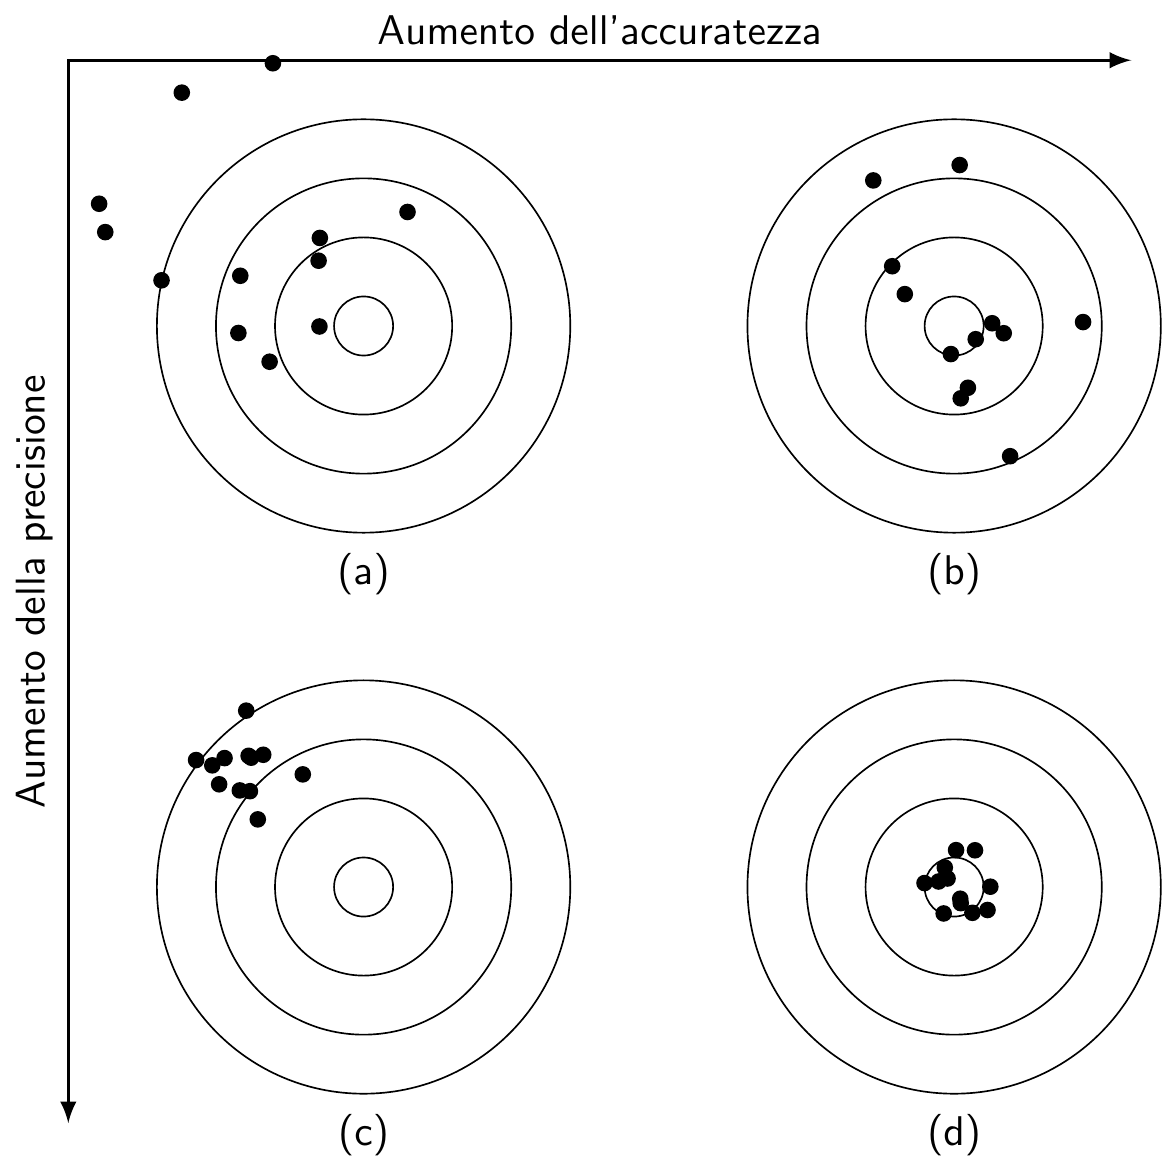 Aumento dell'accuratezza
Aumento della precisione
(a)
(b)
(c)
(d)